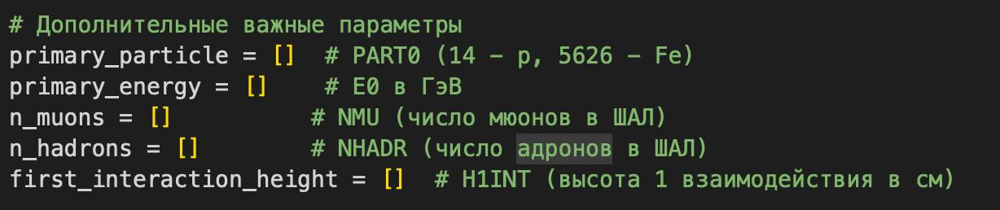 # Дополнительные важные параметры
primary_particle = []  # PART0 (14 – p, 5626 – Fe)
primary_energy = []    # E0 в ГэВ
n_muons = []          # NMU (число мюонов в ШАЛ)
n_hadrons = []        # NHADR (число адронов в ШАЛ)
first_interaction_height = []  # H1INT (высота 1 взаимодействия в см)